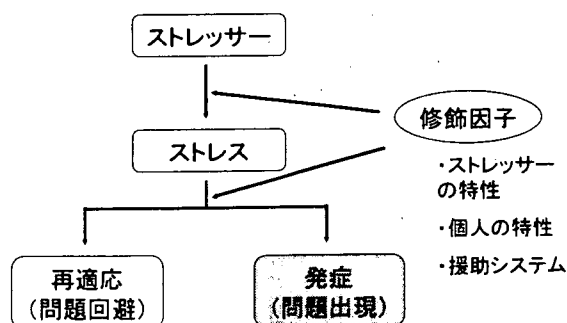 ストレッサー
修飾因子
ストレス
・ストレッサー
の特性
・個人の特性
・援助システム
再適応
(問題回避)
発症
(問題出現)